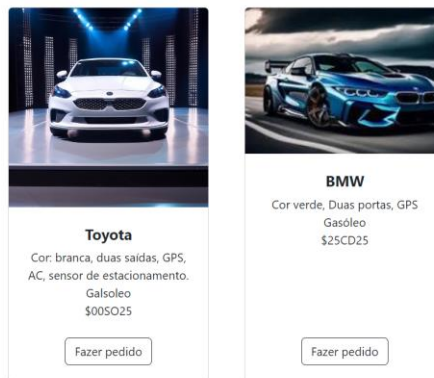 Toyota
Cor: branca, duas saídas, GPS,
AC, sensor de estacionamento.
Galsoleo
$00SO25
Fazer pedido
BMW
Cor verde, Duas portas, GPS
Gasóleo
$25CD25
Fazer pedido